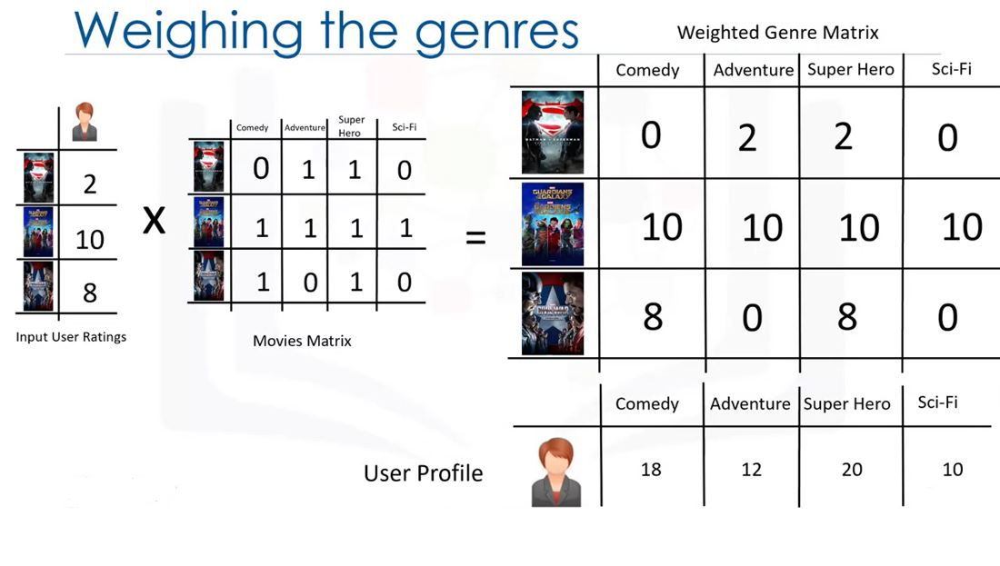 Weighing the genres
Weighted Genre Matrix
Comedy Adventure Super Hero Sci-Fi
0 2 2 0
10 10 10 10
8 0 8 0
2
10
8
Input User Ratings
X
Comedy Adventure Super Hero Sci-Fi
0 1 1 0
1 1 1 1
1 0 1 0
Movies Matrix
=
GUARDIANS
GALAXY
Comedy Adventure Super Hero Sci-Fi
User Profile 18 12 20 10